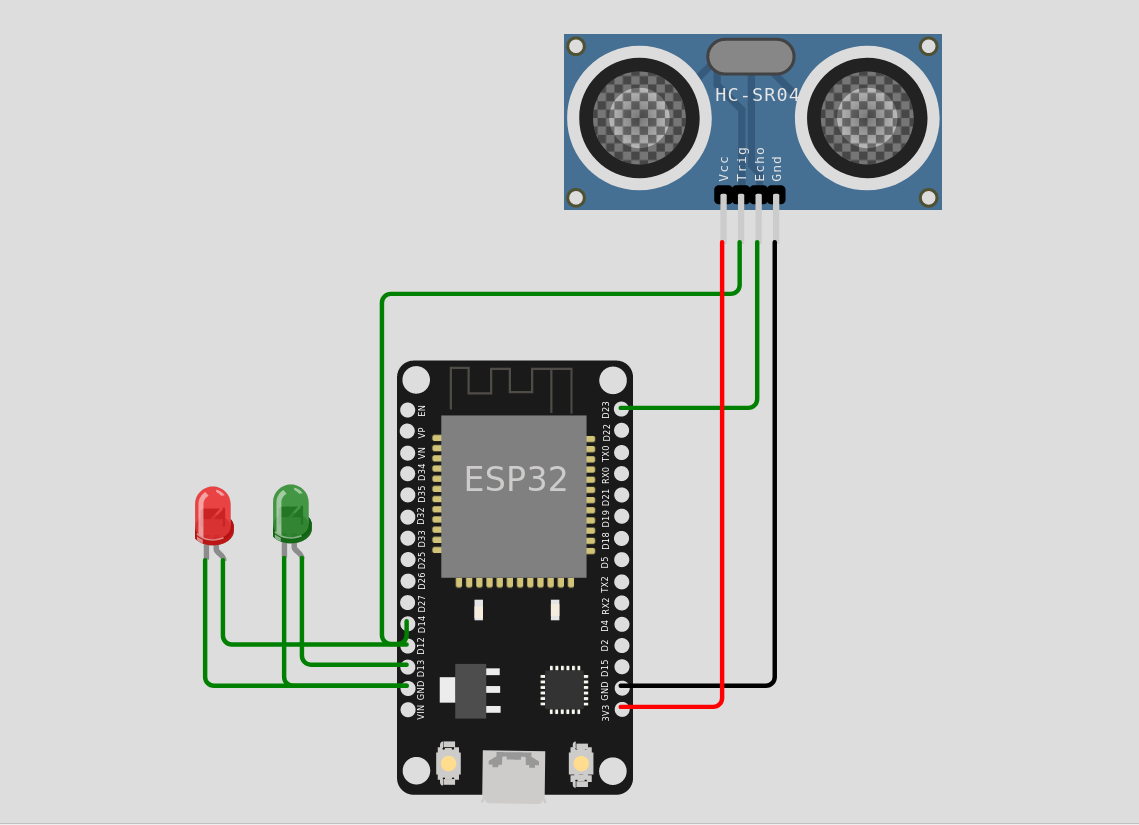 HC-SR04
Vcc
Trig
Echo
Gnd
ESP32
EN
VP
VN
D34
D35
D32
D33
D25
D26
D27
D14
D12
D13
GND
VIN
D23
D22
TX0
RX0
D21
D19
D18
D5
TX2
RX2
D4
D2
D15
GND
3V3